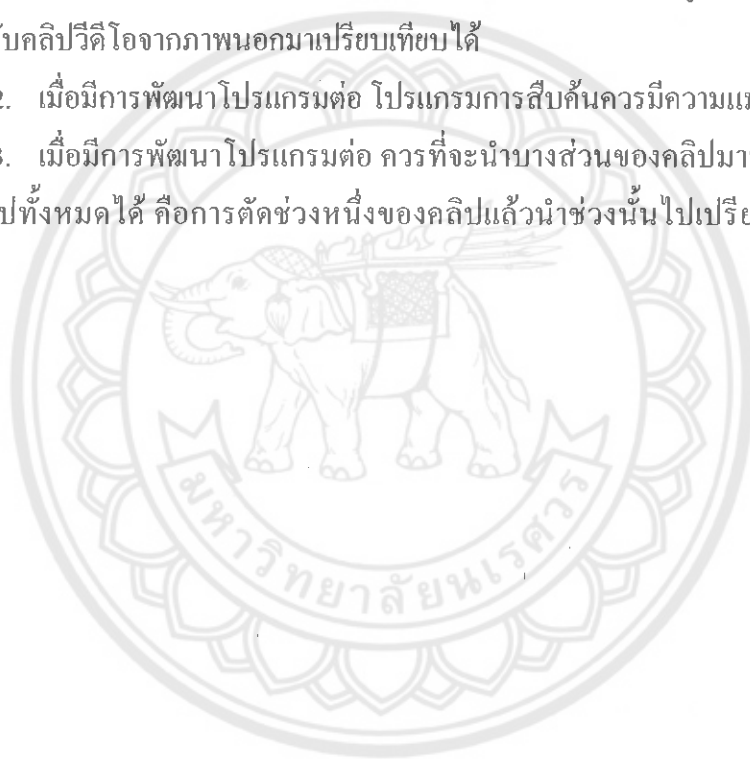 บคลิปวีดีโอจากภาพนอกมาเปรียบเทียบได้
2. เมื่อมีการพัฒนาโปรแกรมต่อ โปรแกรมการสืบค้นควรมีความแม
3. เมื่อมีการพัฒนาโปรแกรมต่อ ควรที่จะนำบางส่วนของคลิปมา
ปทั้งหมดได้ คือการตัดช่วงหนึ่งของคลิปแล้วนำช่วงนั้นไปเปรีย
มหาวิทยาลัยนเรศวร